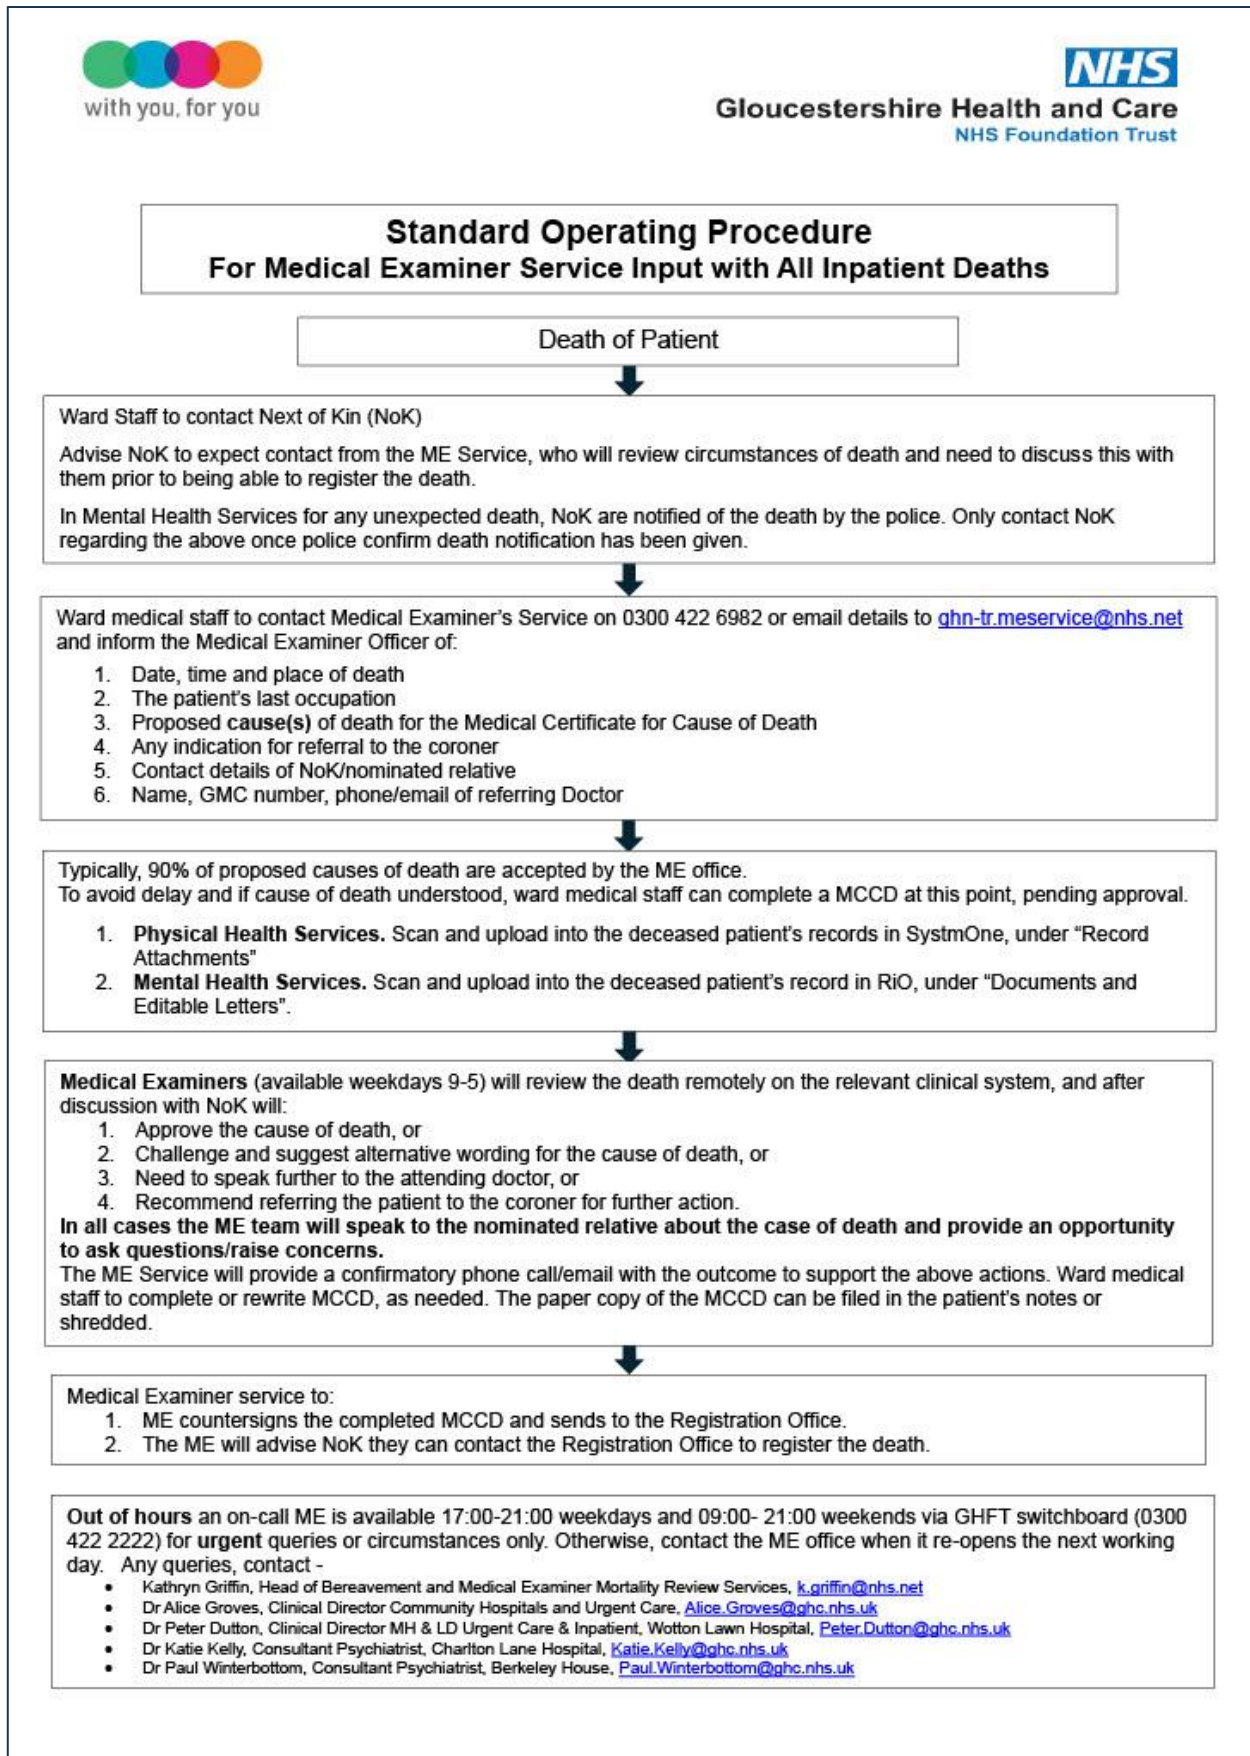 with you, for you
NHS
Gloucestershire Health and Care
NHS Foundation Trust
Standard Operating Procedure
For Medical Examiner Service Input with All Inpatient Deaths
Death of Patient
Ward Staff to contact Next of Kin (NoK)
Advise NoK to expect contact from the ME Service, who will review circumstances of death and need to discuss this with
them prior to being able to register the death.
In Mental Health Services for any unexpected death, NoK are notified of the death by the police. Only contact NoK
regarding the above once police confirm death notification has been given.
Ward medical staff to contact Medical Examiner's Service on 0300 422 6982 or email details to ghn-tr.meservice@nhs.net
and inform the Medical Examiner Officer of:
1. Date, time and place of death
2. The patient's last occupation
3. Proposed cause(s) of death for the Medical Certificate for Cause of Death
4. Any indication for referral to the coroner
5. Contact details of NoK/nominated relative
6. Name, GMC number, phone/email of referring Doctor
Typically, 90% of proposed causes of death are accepted by the ME office.
To avoid delay and if cause of death understood, ward medical staff can complete a MCCD at this point, pending approval.
1. Physical Health Services. Scan and upload into the deceased patient's records in SystmOne, under "Record
Attachments"
2. Mental Health Services. Scan and upload into the deceased patient's record in RiO, under "Documents and
Editable Letters".
Medical Examiners (available weekdays 9-5) will review the death remotely on the relevant clinical system, and after
discussion with NoK will:
1. Approve the cause of death, or
2. Challenge and suggest alternative wording for the cause of death, or
3. Need to speak further to the attending doctor, or
4. Recommend referring the patient to the coroner for further action.
In all cases the ME team will speak to the nominated relative about the case of death and provide an opportunity
to ask questions/raise concerns.
The ME Service will provide a confirmatory phone call/email with the outcome to support the above actions. Ward medical
staff to complete or rewrite MCCD, as needed. The paper copy of the MCCD can be filed in the patient's notes or
shredded.
Medical Examiner service to:
1. ME countersigns the completed MCCD and sends to the Registration Office.
2. The ME will advise NoK they can contact the Registration Office to register the death.
Out of hours an on-call ME is available 17:00-21:00 weekdays and 09:00- 21:00 weekends via GHFT switchboard (0300
422 2222) for urgent queries or circumstances only. Otherwise, contact the ME office when it re-opens the next working
day. Any queries, contact -
• Kathryn Griffin, Head of Bereavement and Medical Examiner Mortality Review Services, k.griffin@nhs.net
• Dr Alice Groves, Clinical Director Community Hospitals and Urgent Care, Alice.Groves@ghc.nhs.uk
• Dr Peter Dutton, Clinical Director MH & LD Urgent Care & Inpatient, Wotton Lawn Hospital, Peter.Dutton@ghc.nhs.uk
• Dr Katie Kelly, Consultant Psychiatrist, Charlton Lane Hospital, Katie.Kelly@ghc.nhs.uk
• Dr Paul Winterbottom, Consultant Psychiatrist, Berkeley House, Paul.Winterbottom@ghc.nhs.uk